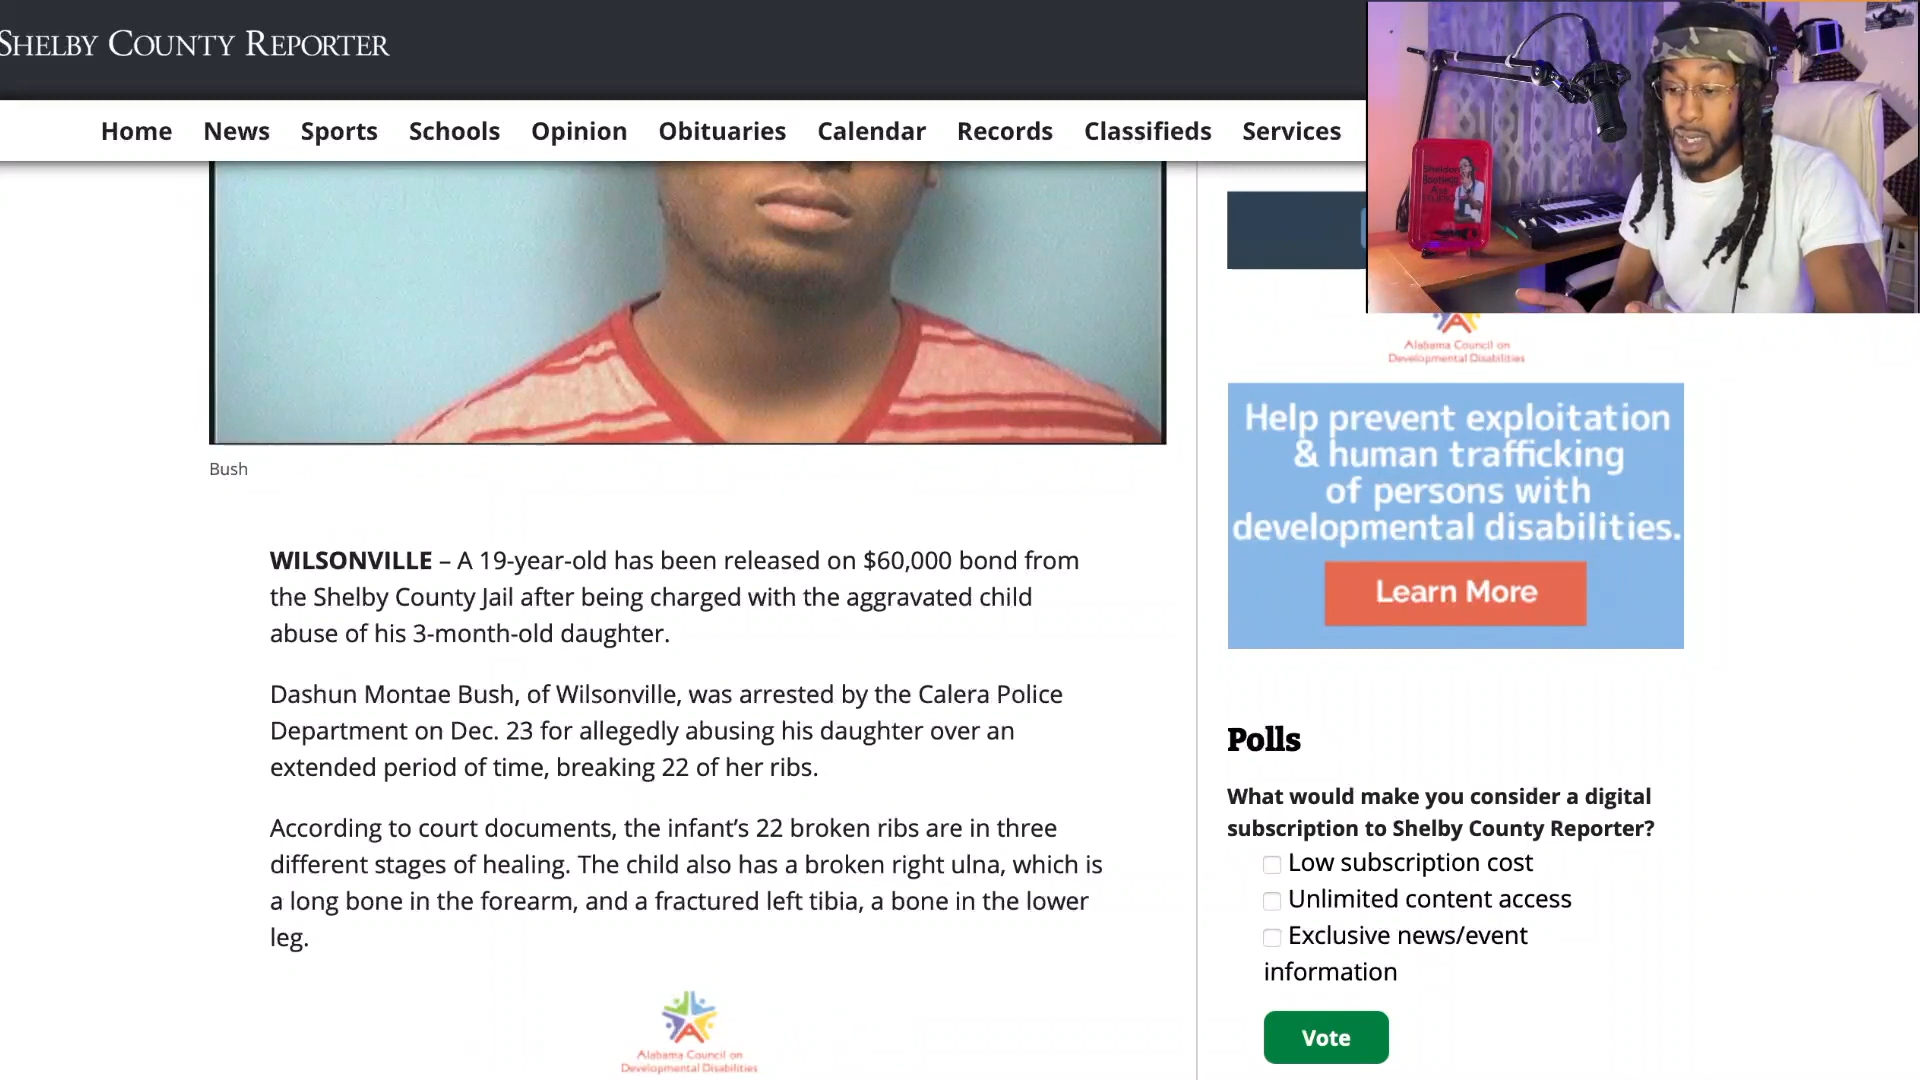 SHELBY COUNTY REPORTER
Home News Sports Schools Opinion Obituaries Calendar Records Classifieds Services
Bush
WILSONVILLE – A 19-year-old has been released on $60,000 bond from
the Shelby County Jail after being charged with the aggravated child
abuse of his 3-month-old daughter.
Dashun Montae Bush, of Wilsonville, was arrested by the Calera Police
Department on Dec. 23 for allegedly abusing his daughter over an
extended period of time, breaking 22 of her ribs.
According to court documents, the infant’s 22 broken ribs are in three
different stages of healing. The child also has a broken right ulna, which is
a long bone in the forearm, and a fractured left tibia, a bone in the lower
leg.
Alabama Council on
Developmental Disabilities
Alabama Council on
Developmental Disabilities
Help prevent exploitation
& human trafficking
of persons with
developmental disabilities.
Learn More
Polls
What would make you consider a digital
subscription to Shelby County Reporter?
Low subscription cost
Unlimited content access
Exclusive news/event
information
Vote